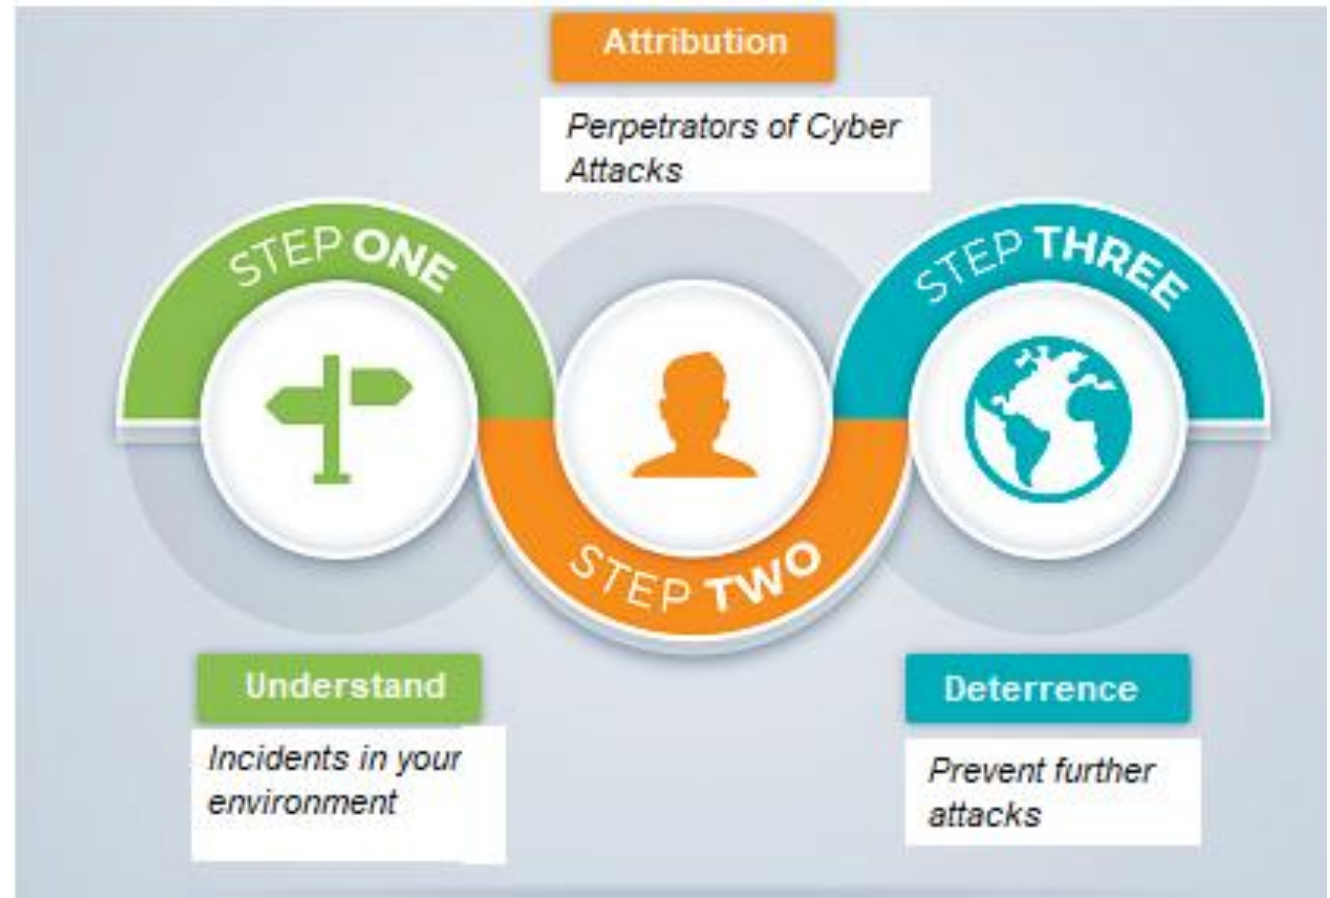 Attribution
Perpetrators of Cyber
Attacks
STEP ONE
STEP TWO
STEP THREE
Understand
Incidents in your
environment
Deterrence
Prevent further
attacks